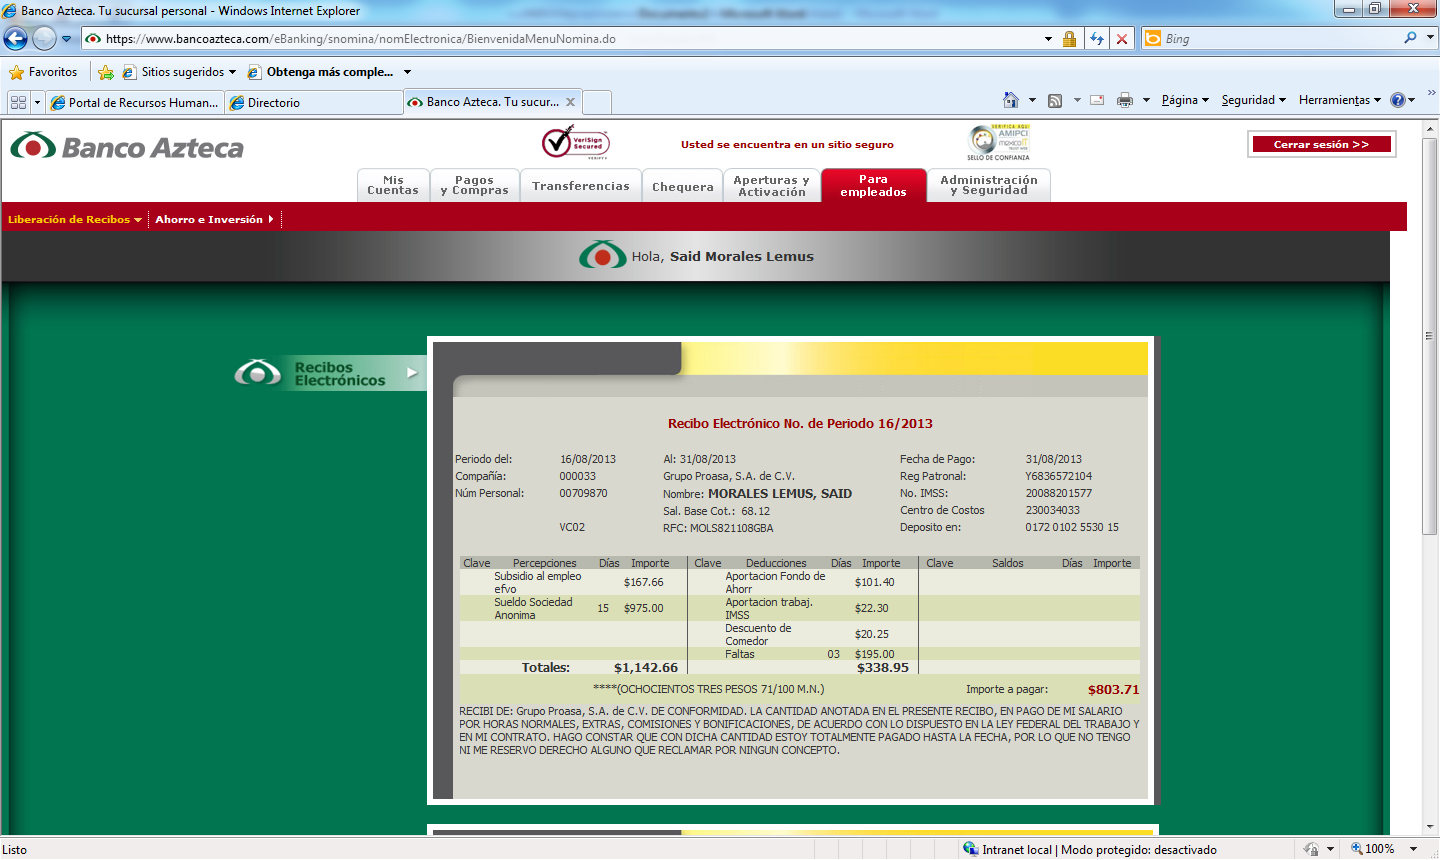 Banco Azteca. Tu sucursal personal - Windows Internet Explorer
https://www.bancoazteca.com/eBanking/snomina/nomElectronica/BienvenidaMenuNomina.do
Bing
Favoritos Sitios sugeridos Obtenga más comple...
Portal de Recursos Human... Directorio Banco Azteca. Tu sucur... Página Seguridad Herramientas
Banco Azteca VeriSign Secured VERIFY Usted se encuentra en un sitio seguro VERIFICA AQUI AMIPCI SELLO DE CONFIANZA Cerrar sesión >>
Mis Cuentas
Pagos y Compras
Transferencias
Chequera
Aperturas y Activación
Para empleados
Administración y Seguridad
Liberación de Recibos Ahorro e Inversión
Hola, Said Morales Lemus
Recibos
Electrónicos
Recibo Electrónico No. de Periodo 16/2013
Periodo del: 16/08/2013 Al: 31/08/2013 Fecha de Pago: 31/08/2013
Compañía: 000033 Grupo Proasa, S.A. de C.V. Reg Patronal: Y6836572104
Núm Personal: 00709870 Nombre: MORALES LEMUS, SAID No. IMSS: 20088201577
Sal. Base Cot.: 68.12 Centro de Costos 230034033
VC02 RFC: MOLS821108GBA Deposito en: 0172 0102 5530 15
Clave Percepciones Días Importe Clave Deducciones Días Importe Clave Saldos Días Importe
Subsidio al empleo efvo $167.66 Aportacion Fondo de Ahorr $101.40
Sueldo Sociedad Anonima 15 $975.00 Aportacion trabaj. IMSS $22.30
Descuento de Comedor $20.25
Faltas 03 $195.00
Totales: $1,142.66 $338.95
****(OCHOCIENTOS TRES PESOS 71/100 M.N.) Importe a pagar: $803.71
RECIBI DE: Grupo Proasa, S.A. de C.V. DE CONFORMIDAD. LA CANTIDAD ANOTADA EN EL PRESENTE RECIBO, EN PAGO DE MI SALARIO
POR HORAS NORMALES, EXTRAS, COMISIONES Y BONIFICACIONES, DE ACUERDO CON LO DISPUESTO EN LA LEY FEDERAL DEL TRABAJO Y
EN MI CONTRATO. HAGO CONSTAR QUE CON DICHA CANTIDAD ESTOY TOTALMENTE PAGADO HASTA LA FECHA, POR LO QUE NO TENGO
NI ME RESERVO DERECHO ALGUNO QUE RECLAMAR POR NINGUN CONCEPTO.
Listo Intranet local | Modo protegido: desactivado 100%